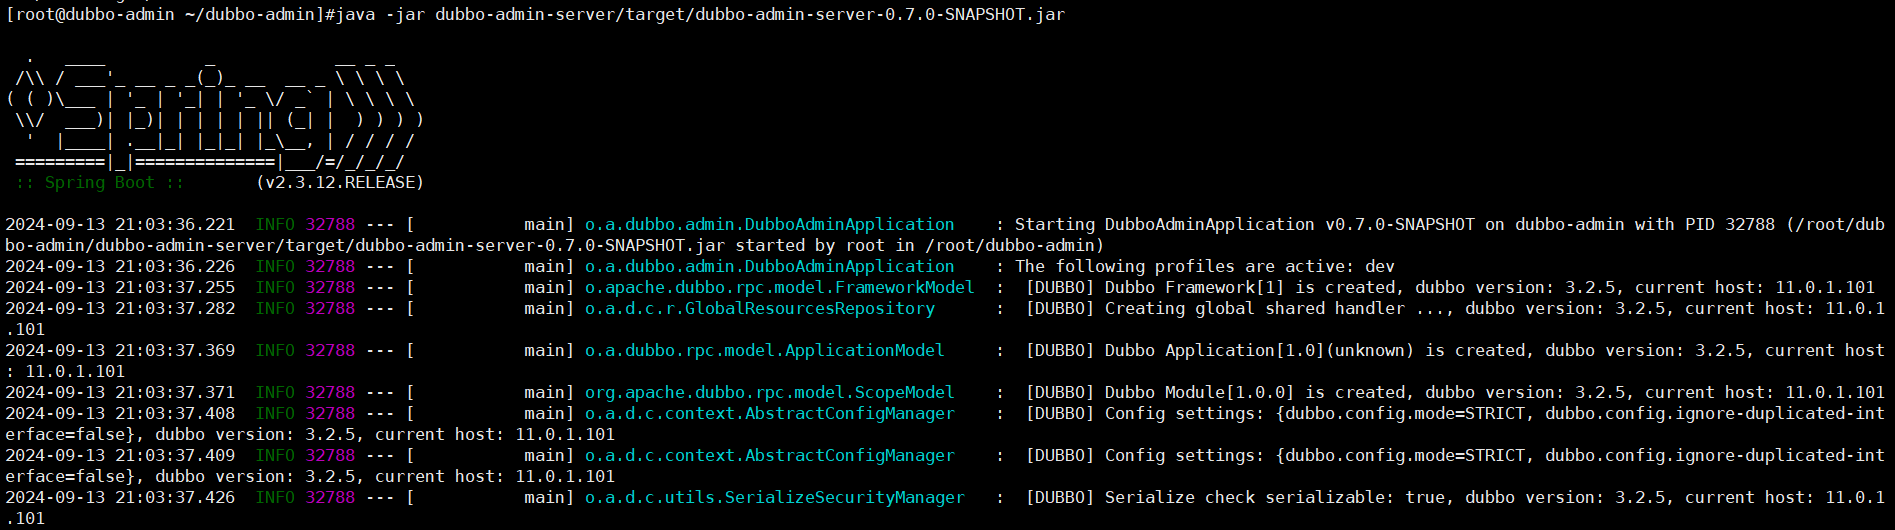 [root@dubbo-admin ~/dubbo-admin]#java -jar dubbo-admin-server/target/dubbo-admin-server-0.7.0-SNAPSHOT.jar
  .   ____          _            __ _ _
 /\\ / ___'_ __ _ _(_)_ __  __ _ \ \ \ \
( ( )\___ | '_ | '_| | '_ \/ _` | \ \ \ \
 \\/  ___)| |_)| | | | | || (_| |  ) ) ) )
  '  |____| .__|_| |_|_| |_\__, | / / / /
 =========|_|==============|___/=/_/_/_/
 :: Spring Boot ::       (v2.3.12.RELEASE)
2024-09-13 21:03:36.221  INFO 32788 --- [           main] o.a.dubbo.admin.DubboAdminApplication    : Starting DubboAdminApplication v0.7.0-SNAPSHOT on dubbo-admin with PID 32788 (/root/dub
bo-admin/dubbo-admin-server/target/dubbo-admin-server-0.7.0-SNAPSHOT.jar started by root in /root/dubbo-admin)
2024-09-13 21:03:36.226  INFO 32788 --- [           main] o.a.dubbo.admin.DubboAdminApplication    : The following profiles are active: dev
2024-09-13 21:03:37.255  INFO 32788 --- [           main] o.apache.dubbo.rpc.model.FrameworkModel  :  [DUBBO] Dubbo Framework[1] is created, dubbo version: 3.2.5, current host: 11.0.1.101
2024-09-13 21:03:37.282  INFO 32788 --- [           main] o.a.d.c.r.GlobalResourcesRepository      :  [DUBBO] Creating global shared handler ..., dubbo version: 3.2.5, current host: 11.0.1
.101
2024-09-13 21:03:37.369  INFO 32788 --- [           main] o.a.dubbo.rpc.model.ApplicationModel     :  [DUBBO] Dubbo Application[1.0](unknown) is created, dubbo version: 3.2.5, current host
: 11.0.1.101
2024-09-13 21:03:37.371  INFO 32788 --- [           main] org.apache.dubbo.rpc.model.ScopeModel    :  [DUBBO] Dubbo Module[1.0.0] is created, dubbo version: 3.2.5, current host: 11.0.1.101
2024-09-13 21:03:37.408  INFO 32788 --- [           main] o.a.d.c.context.AbstractConfigManager    :  [DUBBO] Config settings: {dubbo.config.mode=STRICT, dubbo.config.ignore-duplicated-int
erface=false}, dubbo version: 3.2.5, current host: 11.0.1.101
2024-09-13 21:03:37.409  INFO 32788 --- [           main] o.a.d.c.context.AbstractConfigManager    :  [DUBBO] Config settings: {dubbo.config.mode=STRICT, dubbo.config.ignore-duplicated-int
erface=false}, dubbo version: 3.2.5, current host: 11.0.1.101
2024-09-13 21:03:37.426  INFO 32788 --- [           main] o.a.d.c.utils.SerializeSecurityManager   :  [DUBBO] Serialize check serializable: true, dubbo version: 3.2.5, current host: 11.0.1
.101